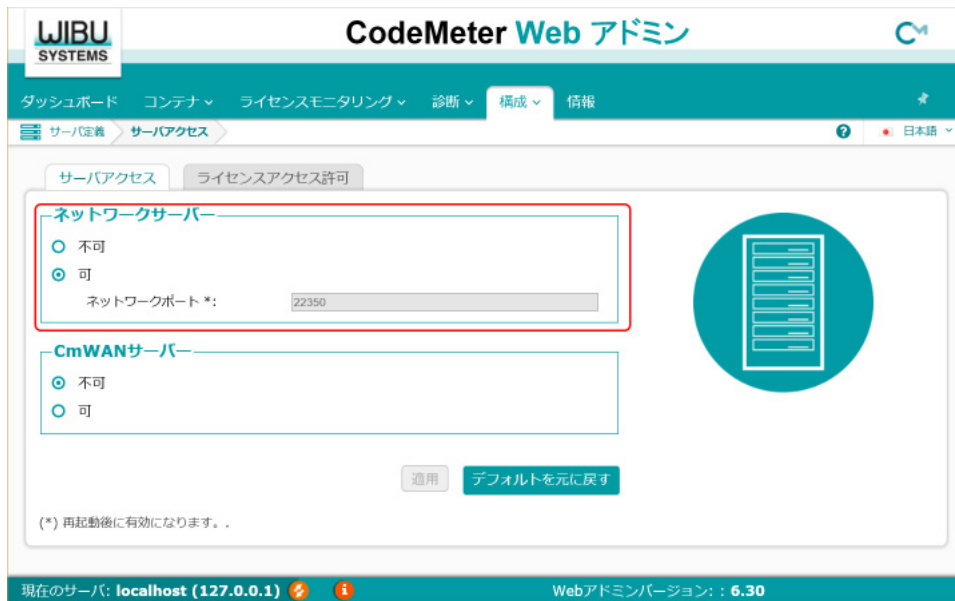 WIBU
SYSTEMS
CodeMeter Web アドミン
ダッシュボード コンテナ ライセンスモニタリング 診断 構成 情報
サーバ定義 サーバアクセス 日本語
サーバアクセス ライセンスアクセス許可
ネットワークサーバー
不可
可
ネットワークポート *: 22350
CmWANサーバー
不可
可
適用 デフォルトを元に戻す
(*) 再起動後に有効になります。.
現在のサーバ: localhost (127.0.0.1) Webアドミンバージョン: : 6.30